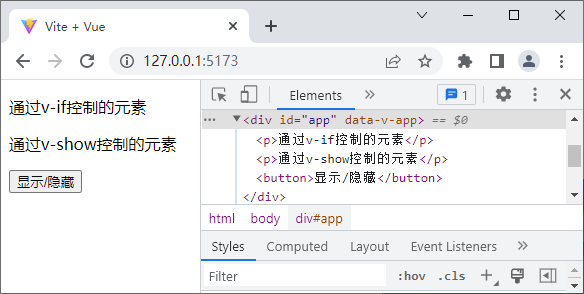 Vite + Vue
127.0.0.1:5173
通过v-if控制的元素
通过v-show控制的元素
显示/隐藏
Elements
1
<div id="app" data-v-app> == $0
<p>通过v-if控制的元素</p>
<p>通过v-show控制的元素</p>
<button>显示/隐藏</button>
</div>
html body div#app
Styles Computed Layout Event Listeners
Filter :hov .cls